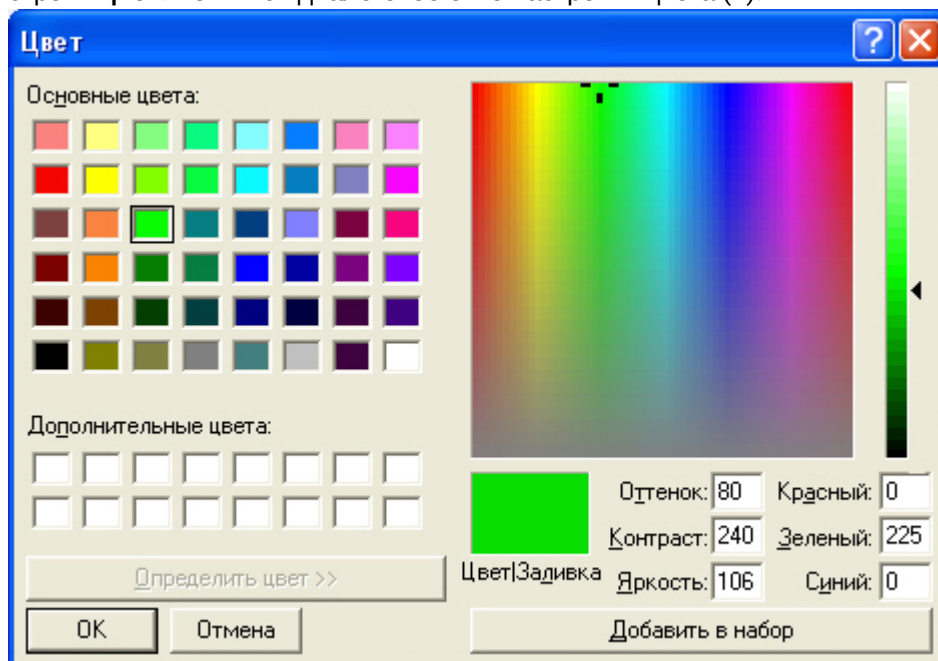 Цвет
Основные цвета:
Дополнительные цвета:
Определить цвет >>
ОК
Отмена
Цвет|Заливка
Оттенок: 80
Контраст: 240
Яркость: 106
Красный: 0
Зеленый: 225
Синий: 0
Добавить в набор